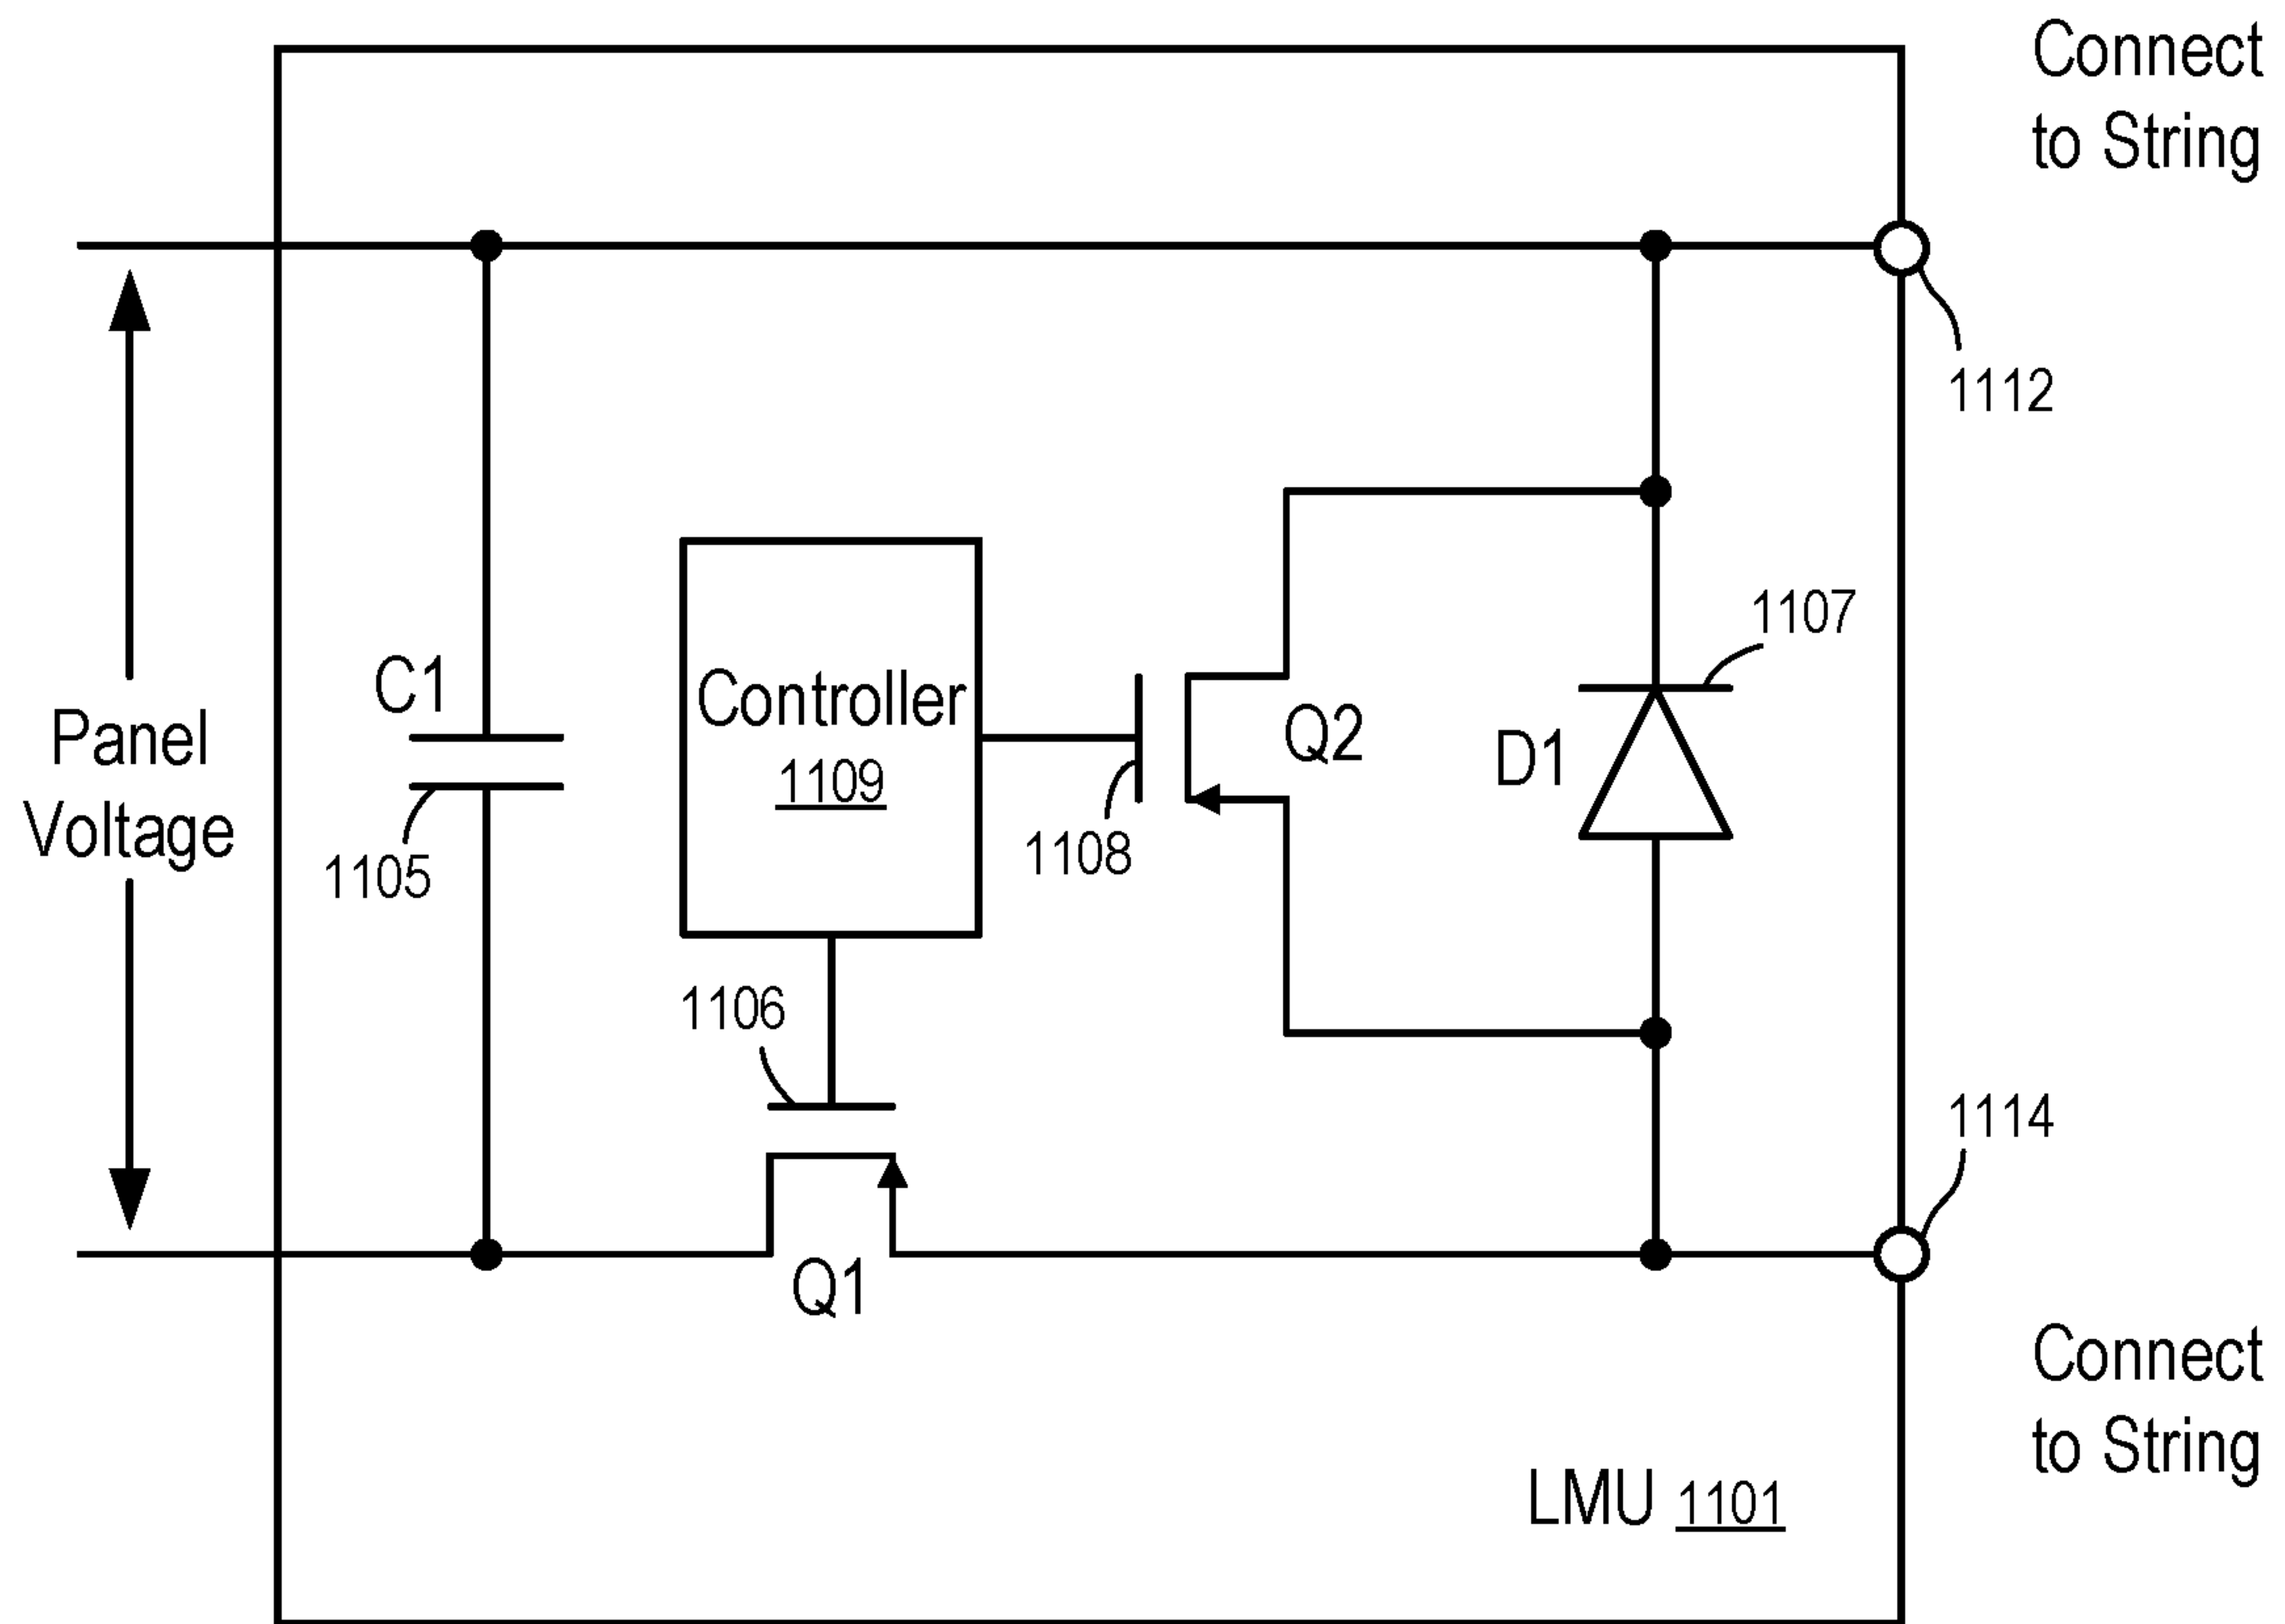 Connect
to String
1112
1107
C1
Controller
1109
Q2
D1
Panel
Voltage
1105
1108
1106
1114
Q1
Connect
to String
LMU 1101